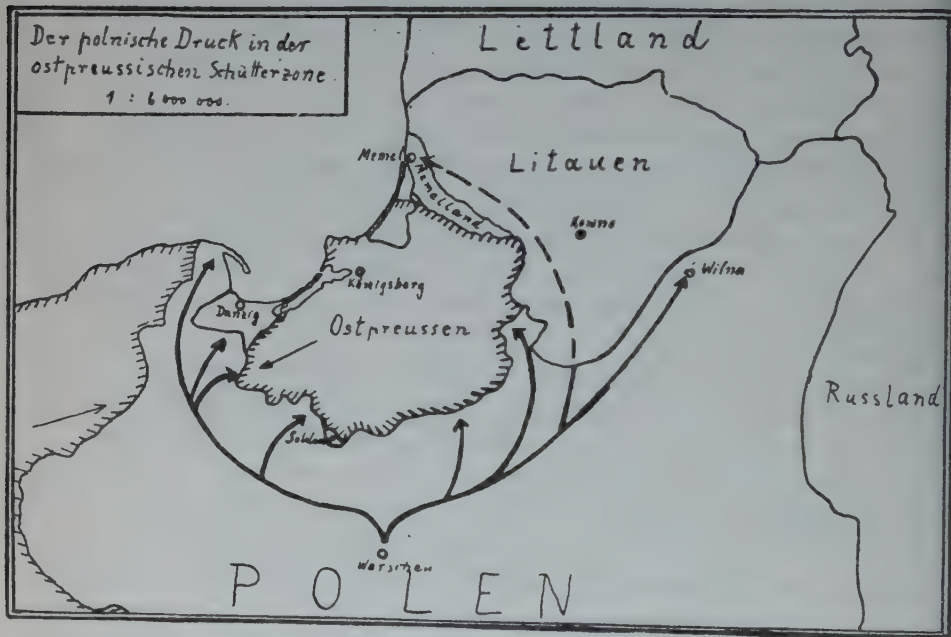 Der polnische Druck in der
ostpreussischen Schütterzone.
1 : 6 000 000.
Lettland
Litauen
Memel
Memelland
Kowno
Wilna
Königsberg
Danzig
Ostpreussen
Russland
POLEN